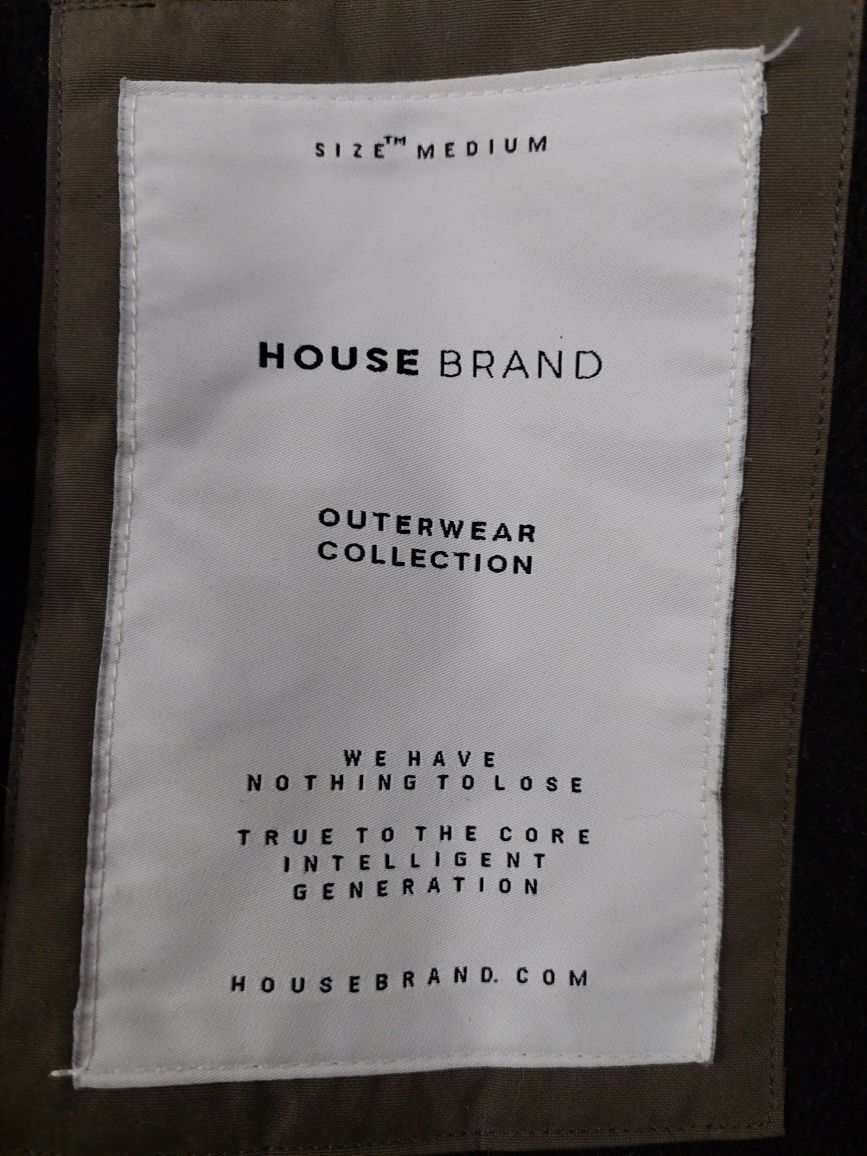 SIZE™ MEDIUM
HOUSE BRAND
OUTERWEAR
COLLECTION
WE HAVE
NOTHING TO LOSE
TRUE TO THE CORE
INTELLIGENT
GENERATION
HOUSEBRAND.COM